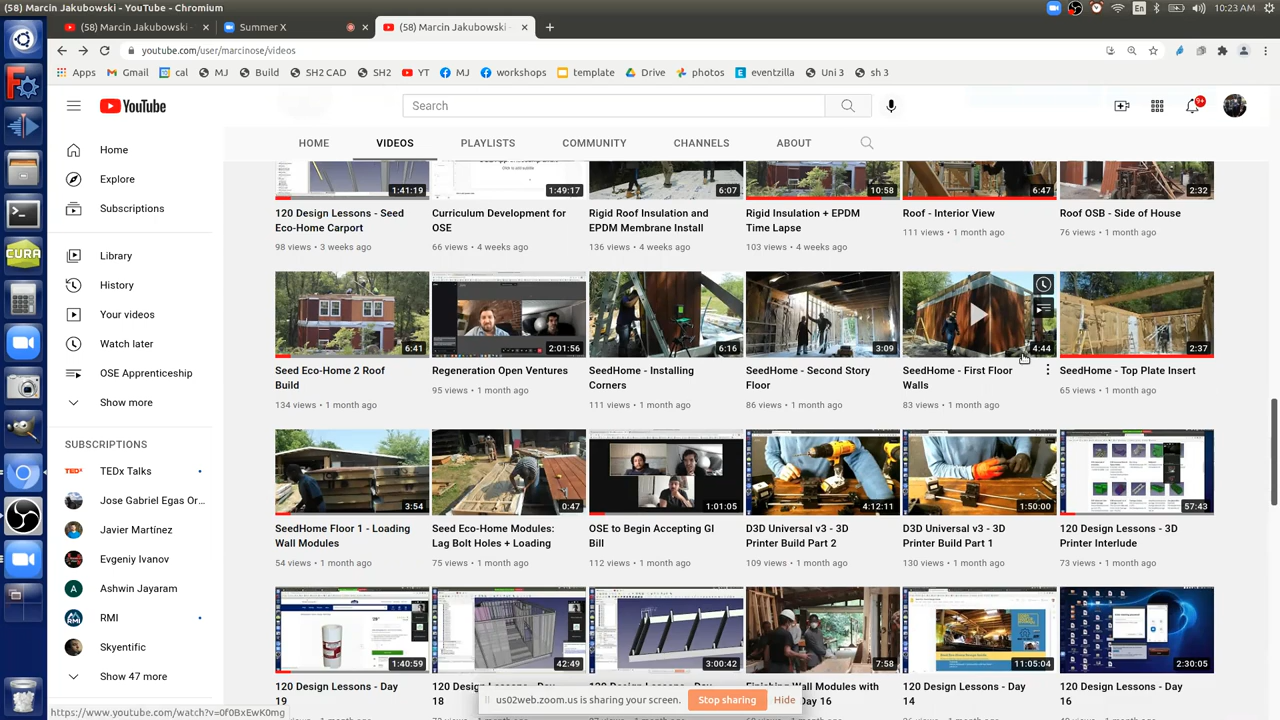 (58) Marcin Jakubowski - YouTube - Chromium
En
10:23 AM
(58) Marcin Jakubowski -
Summer X
(58) Marcin Jakubowski -
youtube.com/user/marcinose/videos
Apps
Gmail
cal
MJ
Build
SH2 CAD
SH2
YT
MJ
workshops
template
Drive
photos
eventzilla
Uni 3
sh 3
YouTube
Search
9+
HOME
VIDEOS
PLAYLISTS
COMMUNITY
CHANNELS
ABOUT
Home
Explore
Subscriptions
Library
History
Your videos
Watch later
OSE Apprenticeship
Show more
SUBSCRIPTIONS
TEDx Talks
Jose Gabriel Egas Or...
Javier Martínez
Evgeniy Ivanov
Ashwin Jayaram
RMI
Skyentific
Show 47 more
CURA
1:41:19
120 Design Lessons - Seed
Eco-Home Carport
98 views • 3 weeks ago
1:49:17
Curriculum Development for
OSE
66 views • 4 weeks ago
6:07
Rigid Roof Insulation and
EPDM Membrane Install
136 views • 4 weeks ago
10:58
Rigid Insulation + EPDM
Time Lapse
103 views • 4 weeks ago
6:47
Roof - Interior View
111 views • 1 month ago
2:32
Roof OSB - Side of House
76 views • 1 month ago
6:41
Seed Eco-Home 2 Roof
Build
134 views • 1 month ago
2:01:56
Regeneration Open Ventures
95 views • 1 month ago
6:16
SeedHome - Installing
Corners
111 views • 1 month ago
3:09
SeedHome - Second Story
Floor
86 views • 1 month ago
4:44
SeedHome - First Floor
Walls
83 views • 1 month ago
2:37
SeedHome - Top Plate Insert
65 views • 1 month ago
3:54
SeedHome Floor 1 - Loading
Wall Modules
54 views • 1 month ago
0:47
Seed Eco-Home Modules:
Lag Bolt Holes + Loading
75 views • 1 month ago
1:01:05
OSE to Begin Accepting GI
Bill
112 views • 1 month ago
4:12:11
D3D Universal v3 - 3D
Printer Build Part 2
109 views • 1 month ago
1:50:00
D3D Universal v3 - 3D
Printer Build Part 1
130 views • 1 month ago
57:43
120 Design Lessons - 3D
Printer Interlude
73 views • 1 month ago
1:40:59
120 Design Lessons - Day
19
42:49
18
3:00:42
7:58
Finishing Wall Modules with
Day 16
11:05:04
120 Design Lessons - Day
14
2:30:05
120 Design Lessons - Day
us02web.zoom.us is sharing your screen.
Stop sharing
Hide
https://www.youtube.com/watch?v=0f0BxEwK0mg